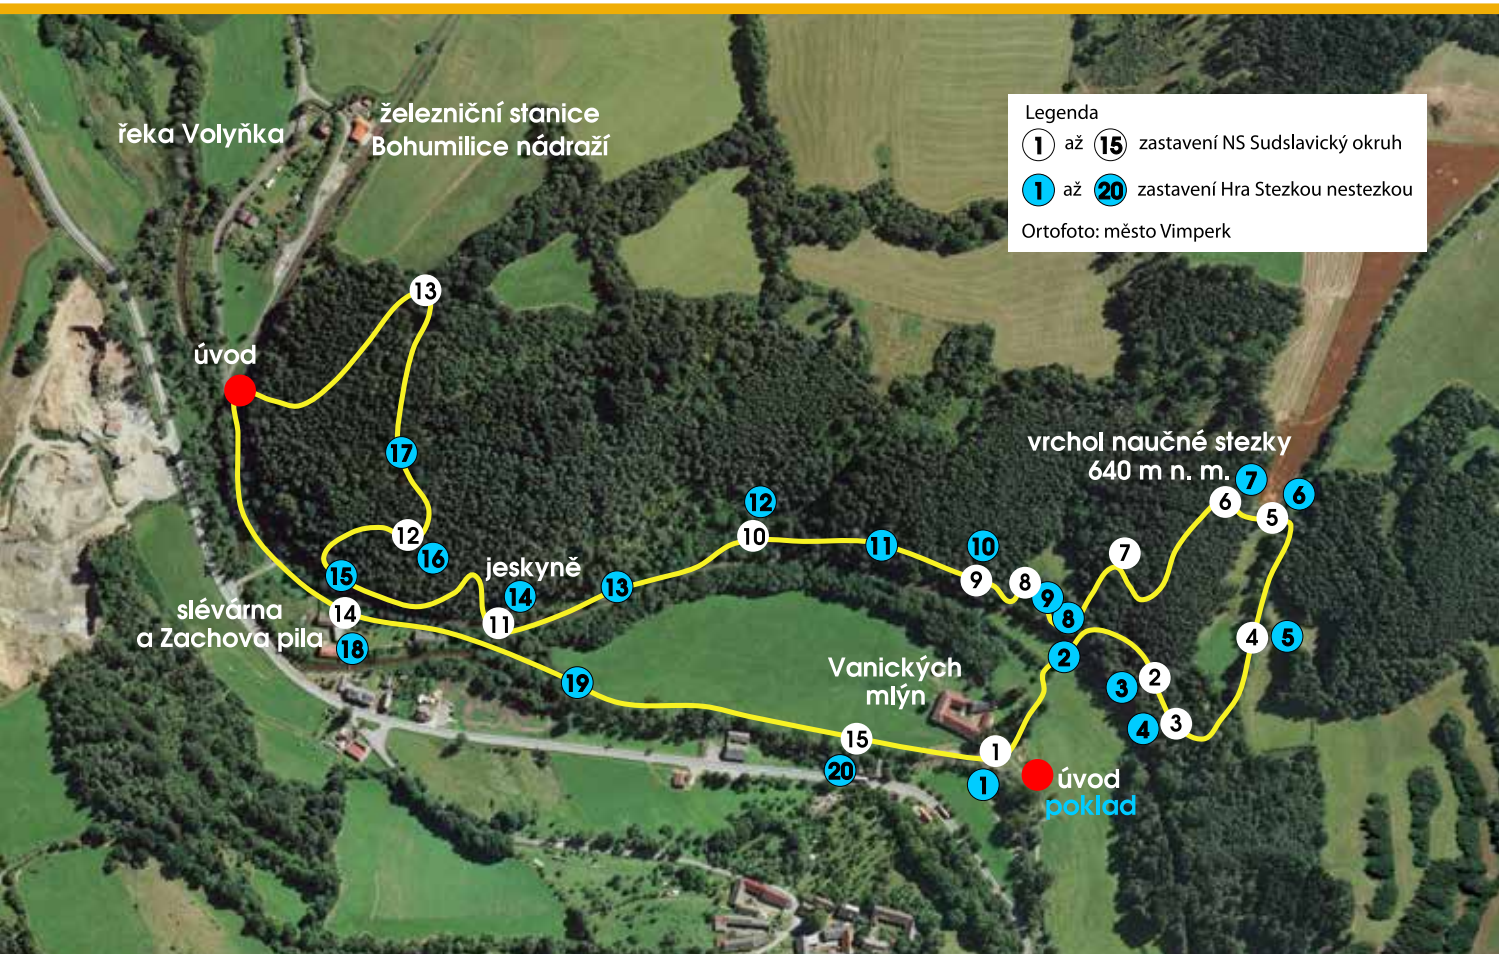 železniční stanice
Bohumilice nádraží
řeka Volyňka
Legenda
1 až 15 zastavení NS Sudslavický okruh
1 až 20 zastavení Hra Stezkou nestezkou
Ortofoto: město Vimperk
13
úvod
17
vrchol naučné stezky
640 m n. m.
7
6
6
5
12
10
12
16
11
10
7
jeskyně
15
14
13
9
8
9
8
slévárna
a Zachova pila
14
11
18
4
5
2
Vanických
mlýn
2
3
19
3
4
15
1
20
1
úvod
poklad